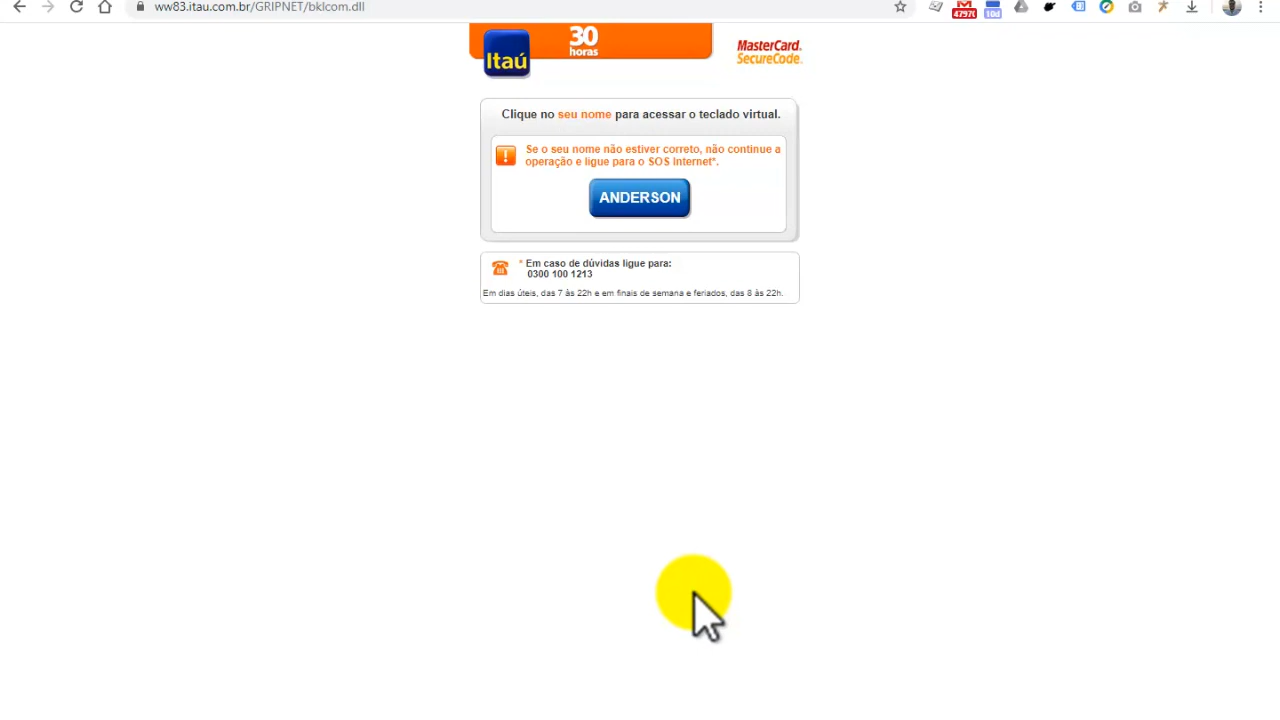 ww83.itau.com.br/GRIPNET/bklcom.dll
4797(
10d
Itaú
30
horas
MasterCard.
SecureCode.
Clique no seu nome para acessar o teclado virtual.
Se o seu nome não estiver correto, não continue a
operação e ligue para o SOS Internet*.
ANDERSON
* Em caso de dúvidas ligue para:
0300 100 1213
Em dias úteis, das 7 às 22h e em finais de semana e feriados, das 8 às 22h.